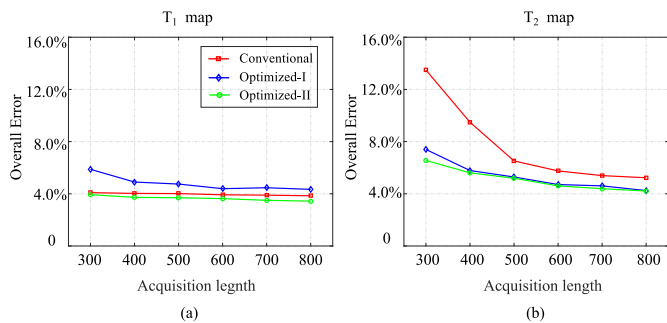 T₁ map
Overall Error
16.0%
12.0%
8.0%
4.0%
0
Conventional
Optimized-I
Optimized-II
300 400 500 600 700 800
Acquisition legnth
(a)
T₂ map
Overall Error
16.0%
12.0%
8.0%
4.0%
0
300 400 500 600 700 800
Acquisition length
(b)